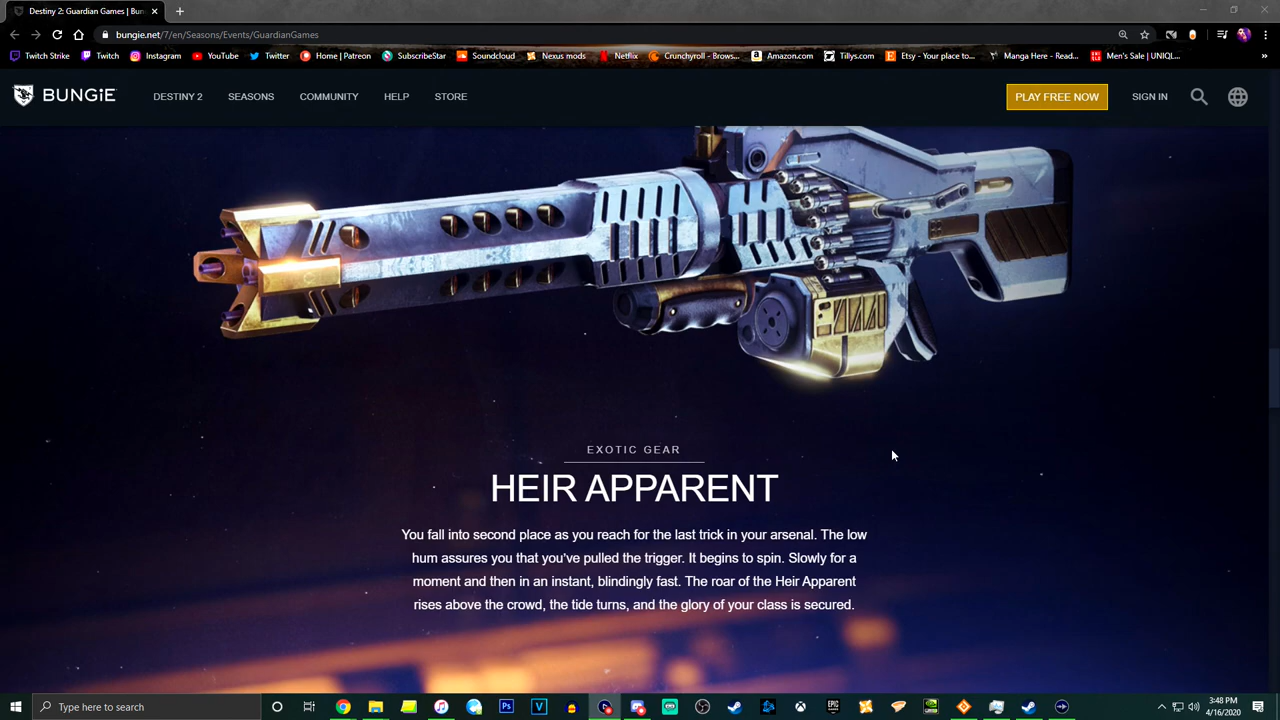 Destiny 2: Guardian Games | Bun
bungie.net/7/en/Seasons/Events/GuardianGames
Twitch Strike Twitch Instagram YouTube Twitter Home | Patreon SubscribeStar Soundcloud Nexus mods Netflix Crunchyroll - Brows... Amazon.com Tillys.com Etsy - Your place to... Manga Here - Read... Men's Sale | UNIQL...
BUNGiE DESTINY 2 SEASONS COMMUNITY HELP STORE PLAY FREE NOW SIGN IN
EXOTIC GEAR
HEIR APPARENT
You fall into second place as you reach for the last trick in your arsenal. The low
hum assures you that you've pulled the trigger. It begins to spin. Slowly for a
moment and then in an instant, blindingly fast. The roar of the Heir Apparent
rises above the crowd, the tide turns, and the glory of your class is secured.
Type here to search
Ps
V
EPIC GAMES
3:48 PM
4/16/2020